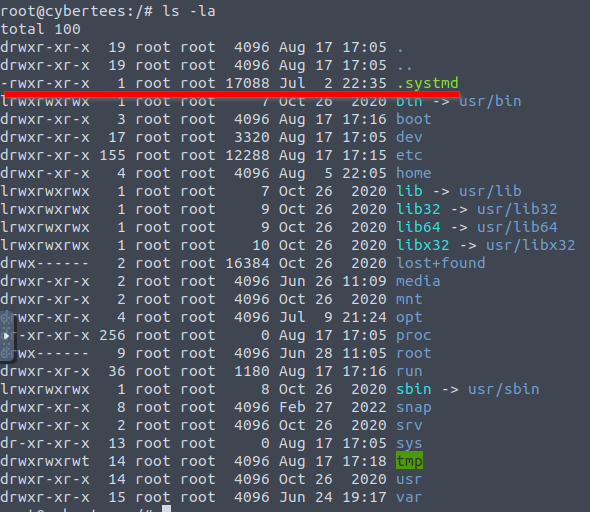 root@cybertees:/# ls -la
total 100
drwxr-xr-x  19 root root  4096 Aug 17 17:05 .
drwxr-xr-x  19 root root  4096 Aug 17 17:05 ..
-rwxr-xr-x   1 root root 17088 Jul  2 22:35 .systmd
lrwxrwxrwx   1 root root     7 Oct 26  2020 bin -> usr/bin
drwxr-xr-x   3 root root  4096 Aug 17 17:16 boot
drwxr-xr-x  17 root root  3320 Aug 17 17:05 dev
drwxr-xr-x 155 root root 12288 Aug 17 17:15 etc
drwxr-xr-x   4 root root  4096 Aug  5 22:05 home
lrwxrwxrwx   1 root root     7 Oct 26  2020 lib -> usr/lib
lrwxrwxrwx   1 root root     9 Oct 26  2020 lib32 -> usr/lib32
lrwxrwxrwx   1 root root     9 Oct 26  2020 lib64 -> usr/lib64
lrwxrwxrwx   1 root root    10 Oct 26  2020 libx32 -> usr/libx32
drwx------   2 root root 16384 Oct 26  2020 lost+found
drwxr-xr-x   2 root root  4096 Jun 26 11:09 media
drwxr-xr-x   2 root root  4096 Oct 26  2020 mnt
drwxr-xr-x   4 root root  4096 Jul  9 21:24 opt
dr-xr-xr-x 256 root root     0 Aug 17 17:05 proc
drwx------   9 root root  4096 Jun 28 11:05 root
drwxr-xr-x  36 root root  1180 Aug 17 17:16 run
lrwxrwxrwx   1 root root     8 Oct 26  2020 sbin -> usr/sbin
drwxr-xr-x   8 root root  4096 Feb 27  2022 snap
drwxr-xr-x   2 root root  4096 Oct 26  2020 srv
dr-xr-xr-x  13 root root     0 Aug 17 17:05 sys
drwxrwxrwt  14 root root  4096 Aug 17 17:18 tmp
drwxr-xr-x  14 root root  4096 Oct 26  2020 usr
drwxr-xr-x  15 root root  4096 Jun 24 19:17 var
root@cybertees:/#